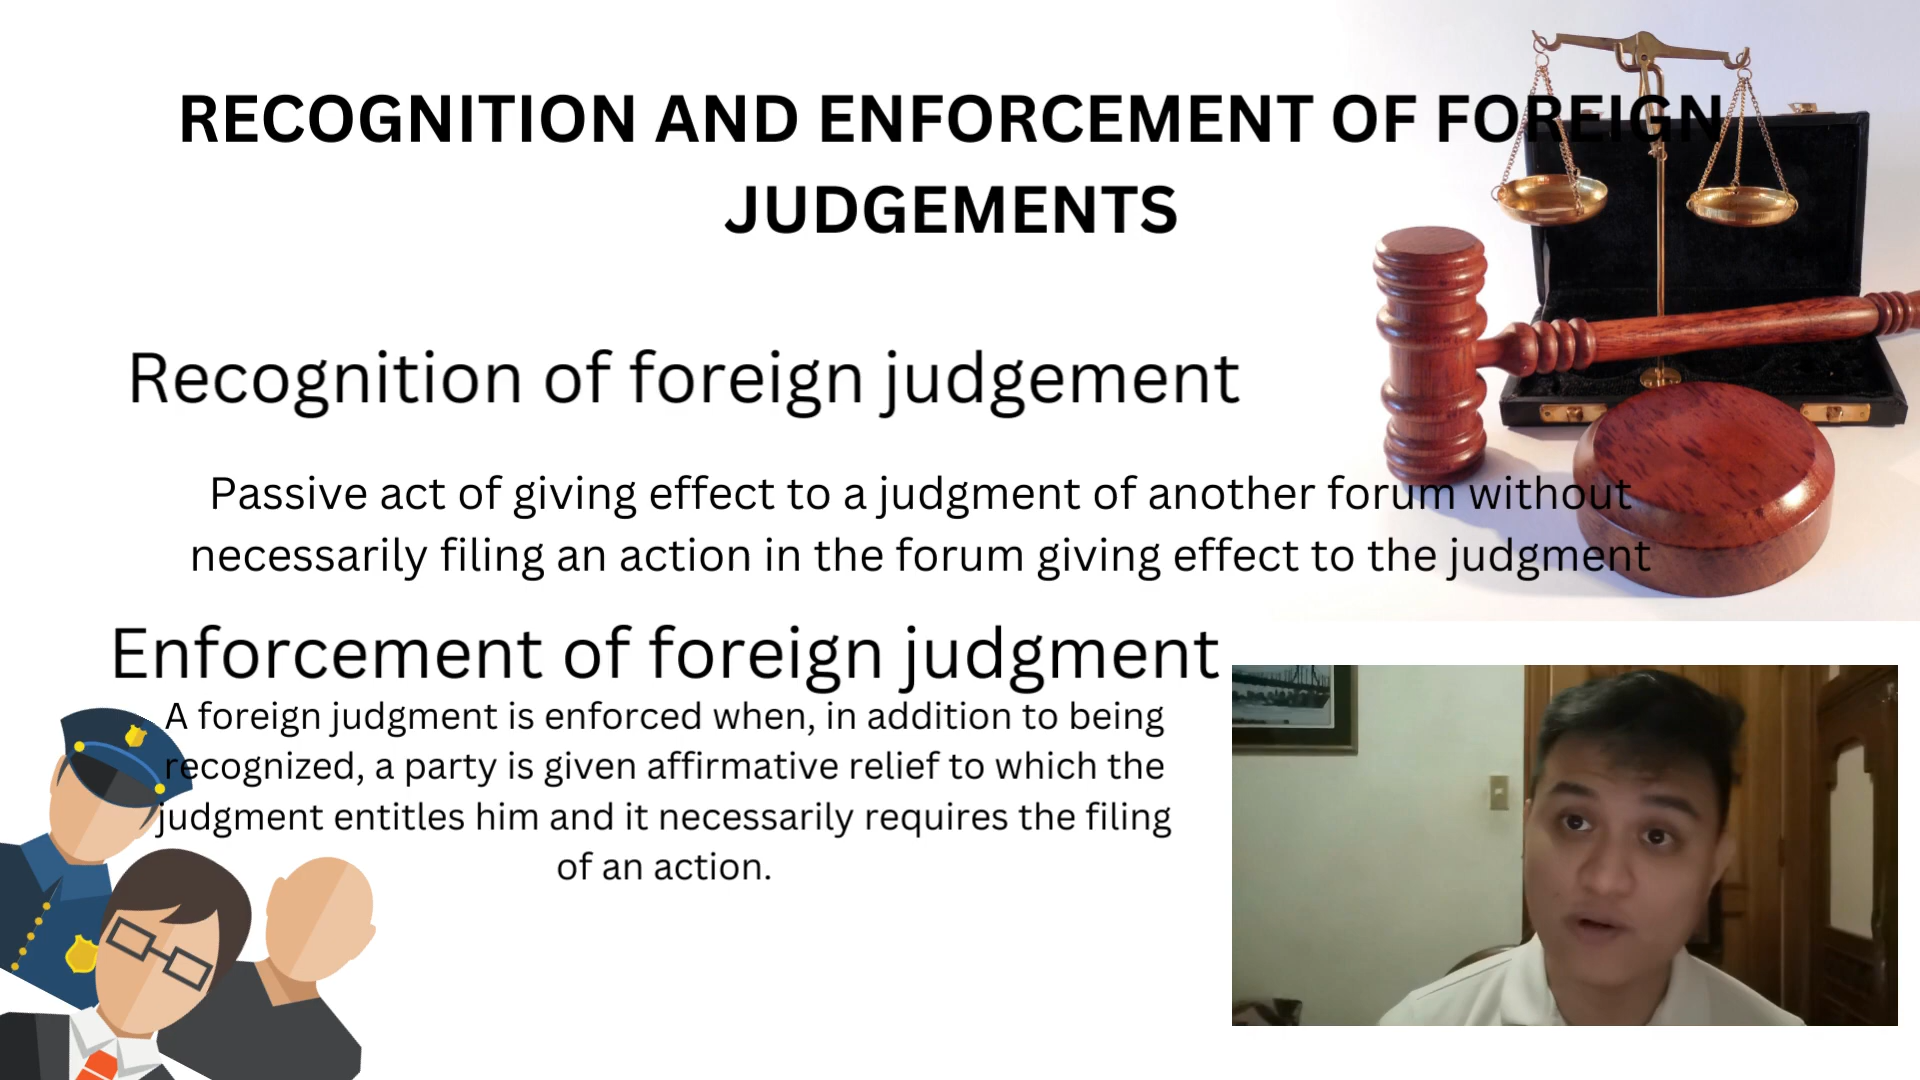 RECOGNITION AND ENFORCEMENT OF FOREIGN
JUDGEMENTS
Recognition of foreign judgement
Passive act of giving effect to a judgment of another forum without
necessarily filing an action in the forum giving effect to the judgment
Enforcement of foreign judgment
A foreign judgment is enforced when, in addition to being
recognized, a party is given affirmative relief to which the
judgment entitles him and it necessarily requires the filing
of an action.